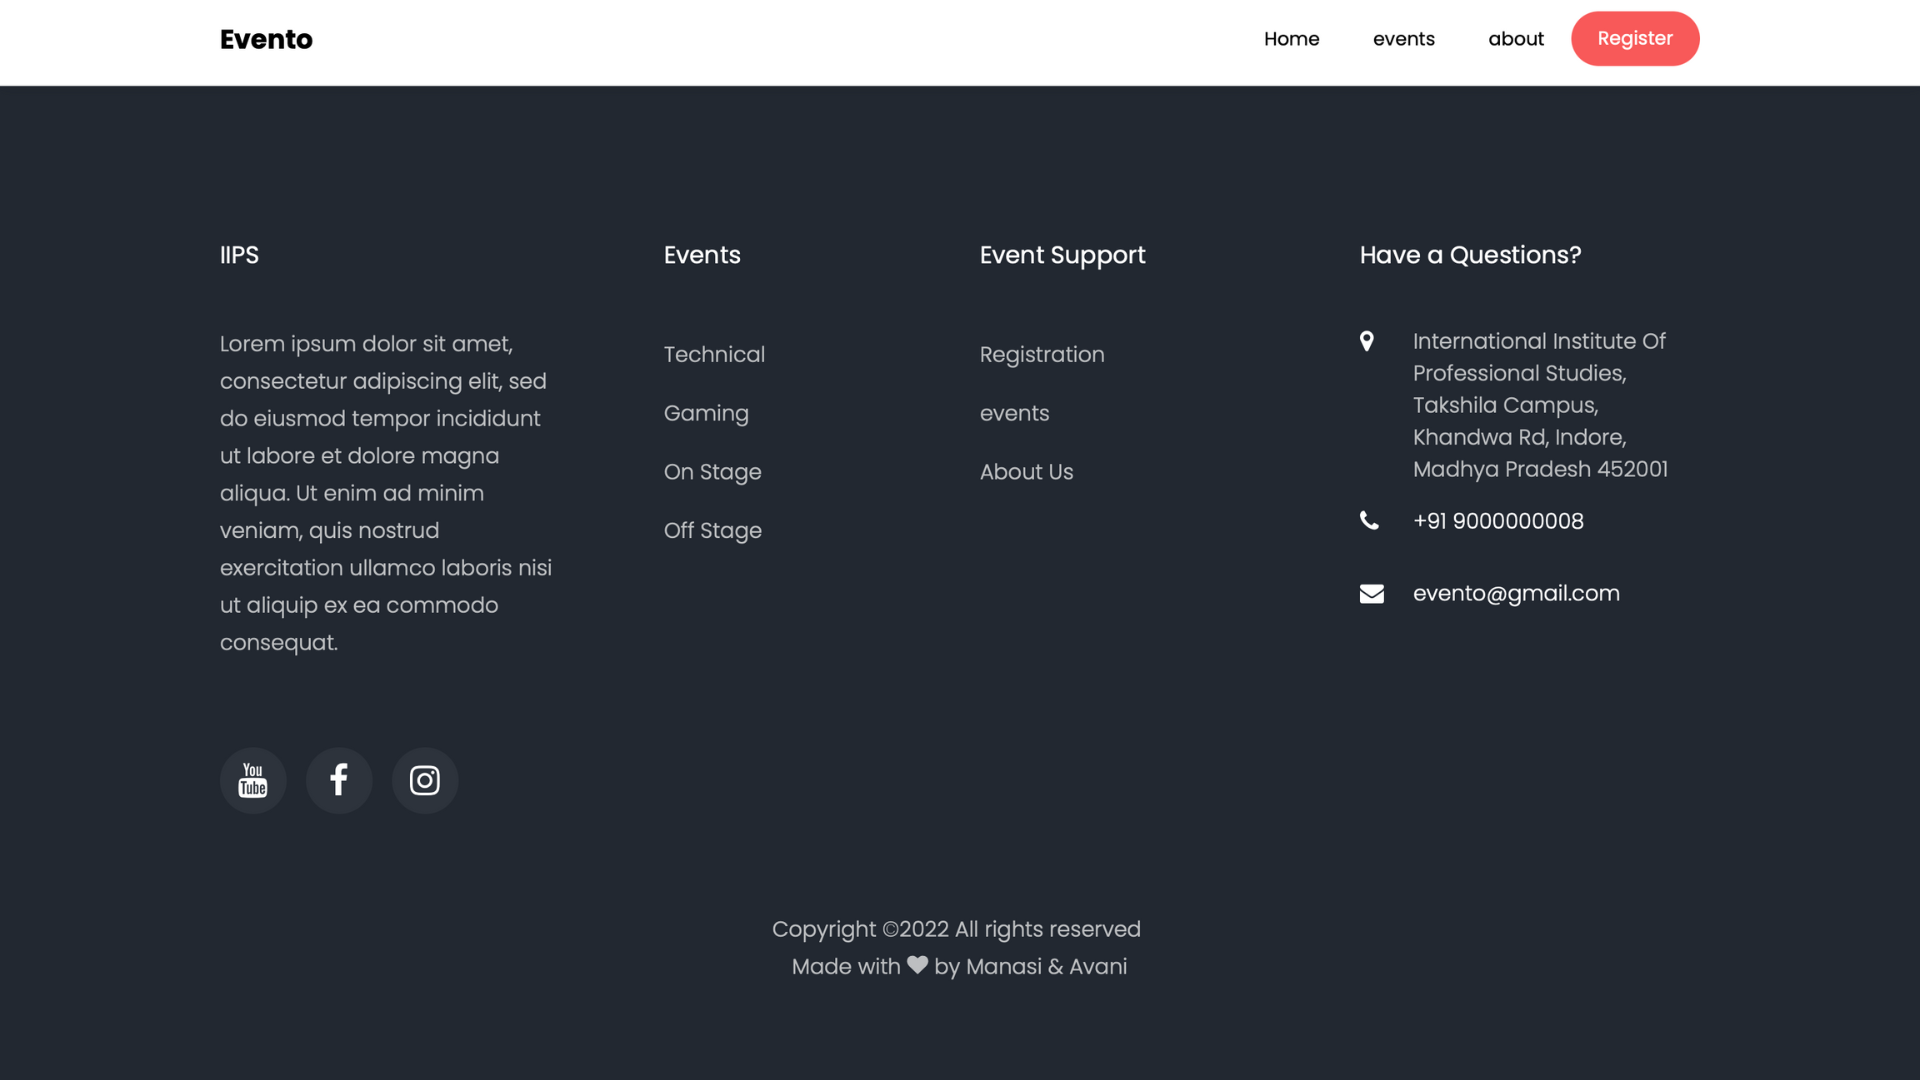 Evento
Home
events
about
Register
IIPS
Lorem ipsum dolor sit amet,
consectetur adipiscing elit, sed
do eiusmod tempor incididunt
ut labore et dolore magna
aliqua. Ut enim ad minim
veniam, quis nostrud
exercitation ullamco laboris nisi
ut aliquip ex ea commodo
consequat.
You
Tube
Events
Technical
Gaming
On Stage
Off Stage
Event Support
Registration
events
About Us
Have a Questions?
International Institute Of
Professional Studies,
Takshila Campus,
Khandwa Rd, Indore,
Madhya Pradesh 452001
+91 9000000008
evento@gmail.com
Copyright ©2022 All rights reserved
Made with ♥ by Manasi & Avani